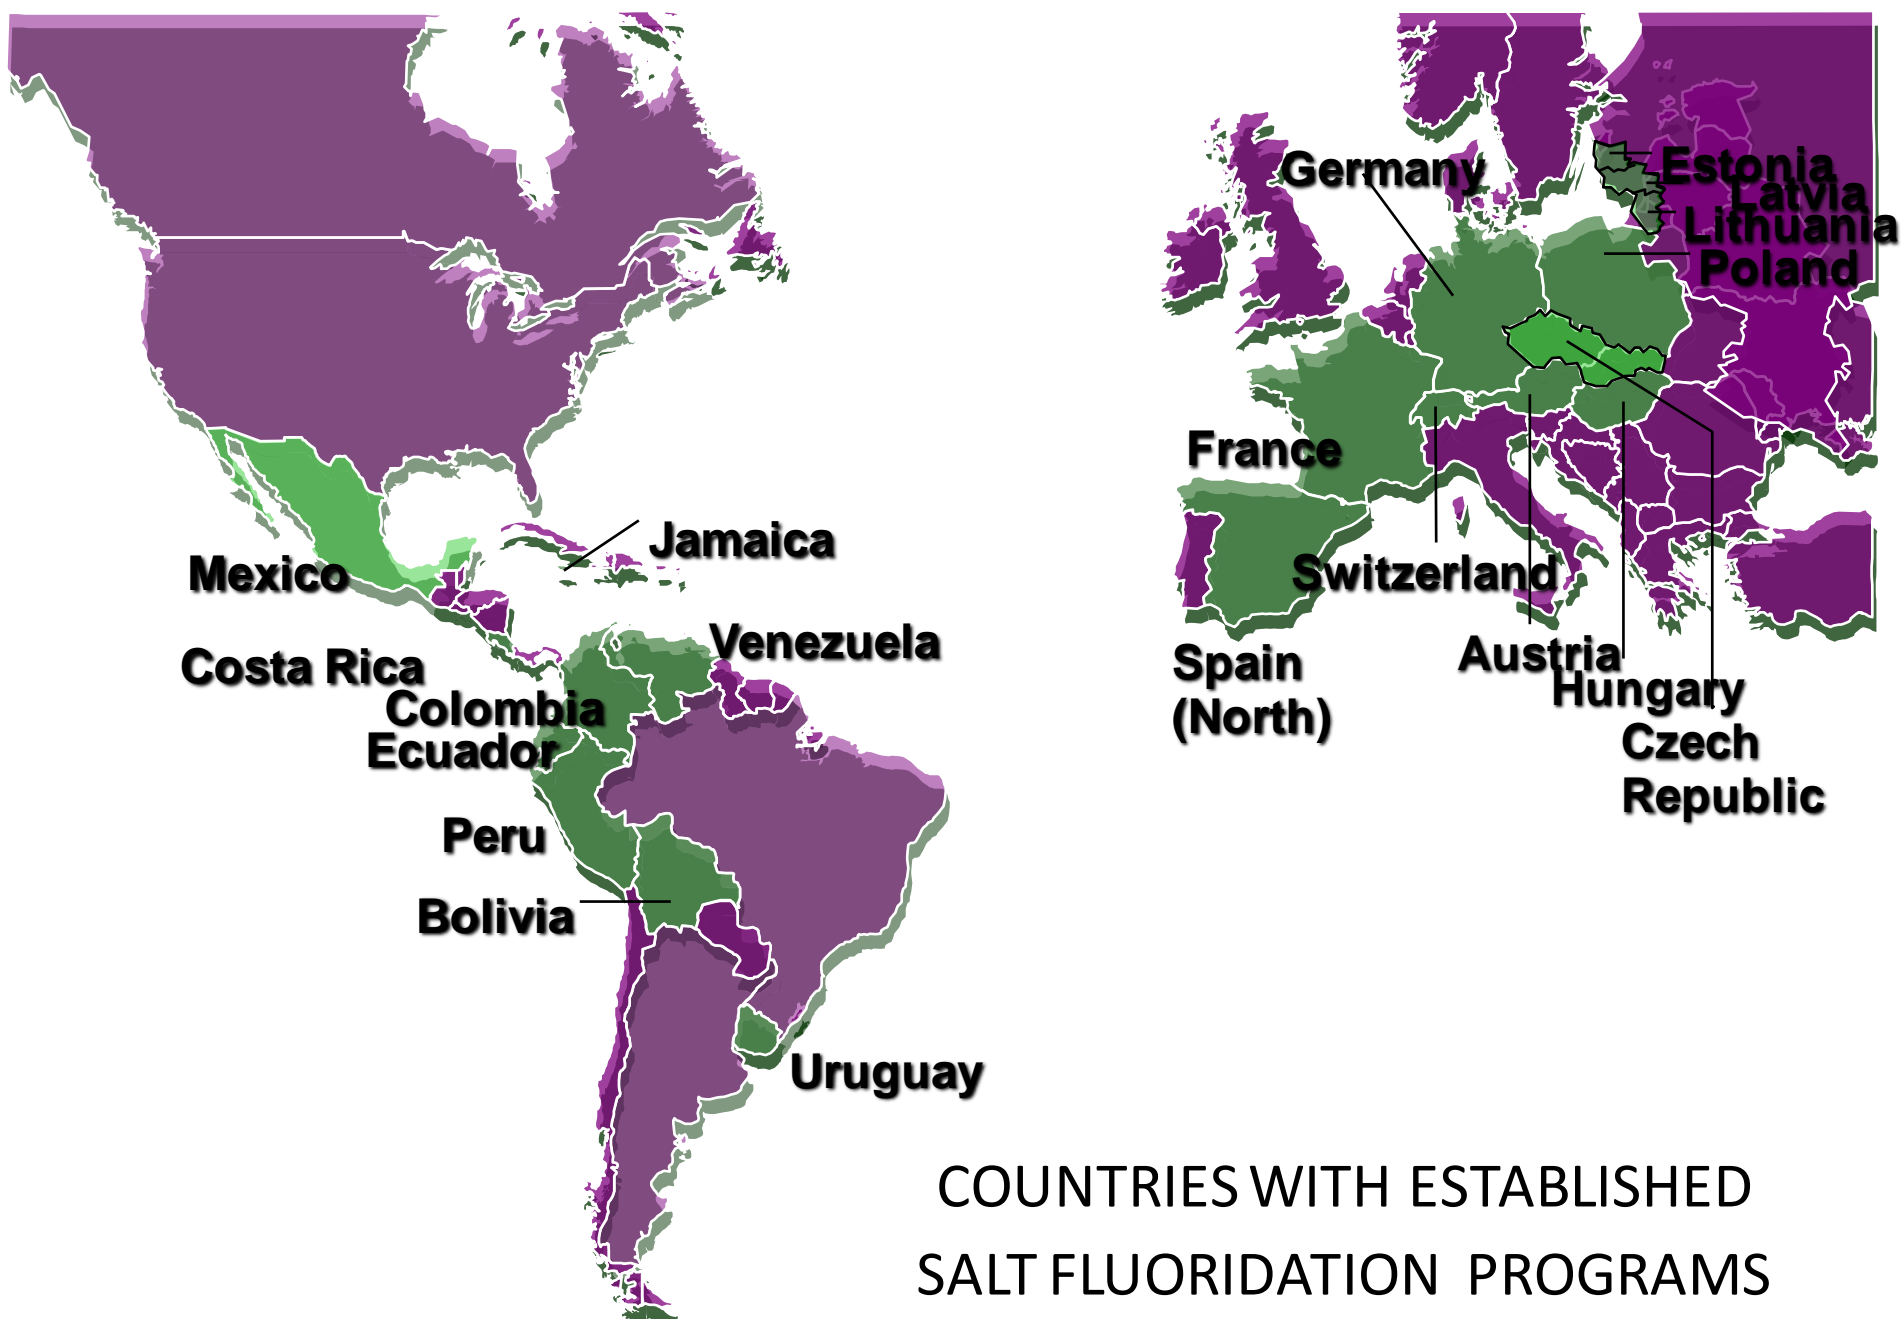 Germany
Estonia
Latvia
Lithuania
Poland
France
Jamaica
Mexico
Switzerland
Venezuela
Costa Rica
Spain
(North)
Austria
Hungary
Colombia
Ecuador
Czech
Republic
Peru
Bolivia
Uruguay
COUNTRIES WITH ESTABLISHED
SALT FLUORIDATION PROGRAMS